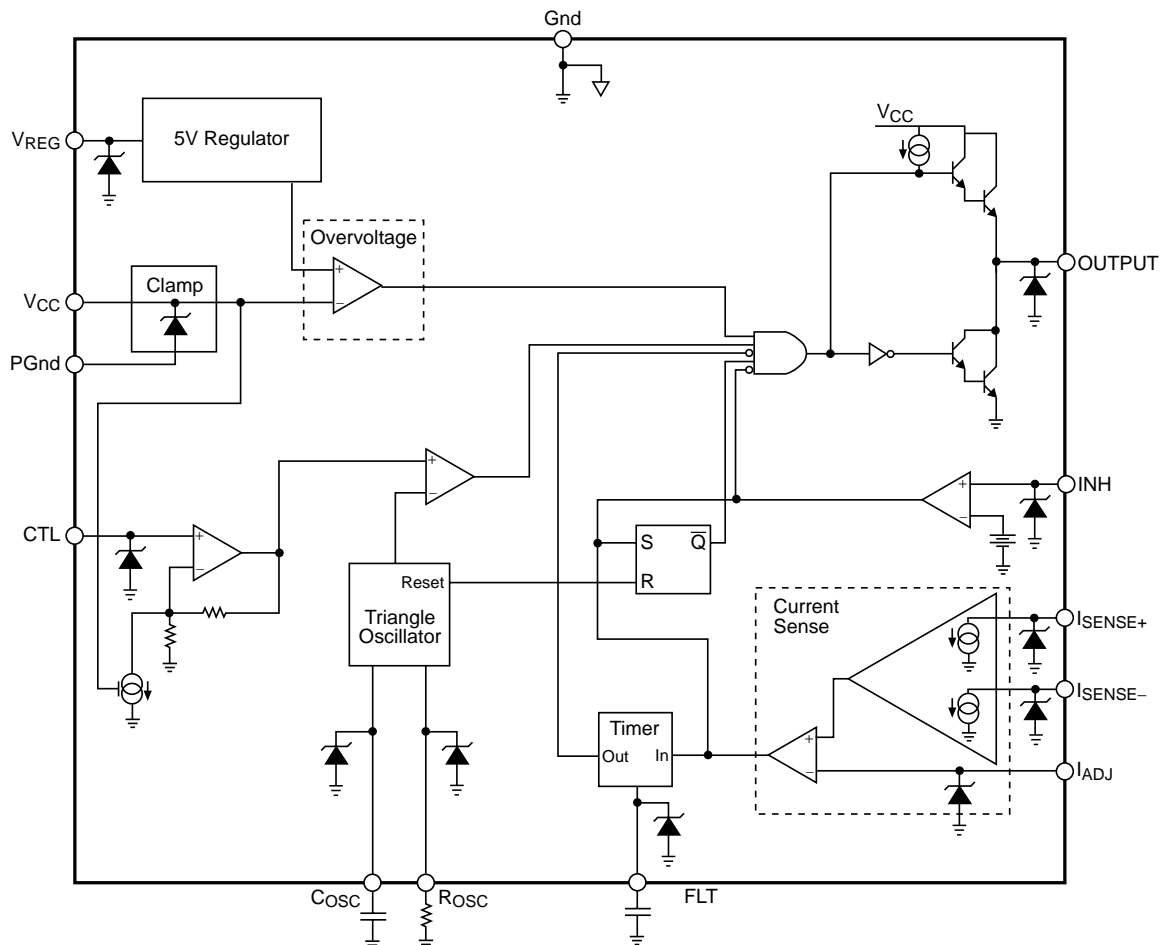 Gnd
VREG
5V Regulator
VCC
Overvoltage
+
−
OUTPUT
Clamp
VCC
PGnd
+
−
+
−
INH
CTL
+
−
S
Q̅
R
Reset
Triangle
Oscillator
Current
Sense
ISENSE+
ISENSE−
Timer
Out
In
+
−
IADJ
COSC
ROSC
FLT